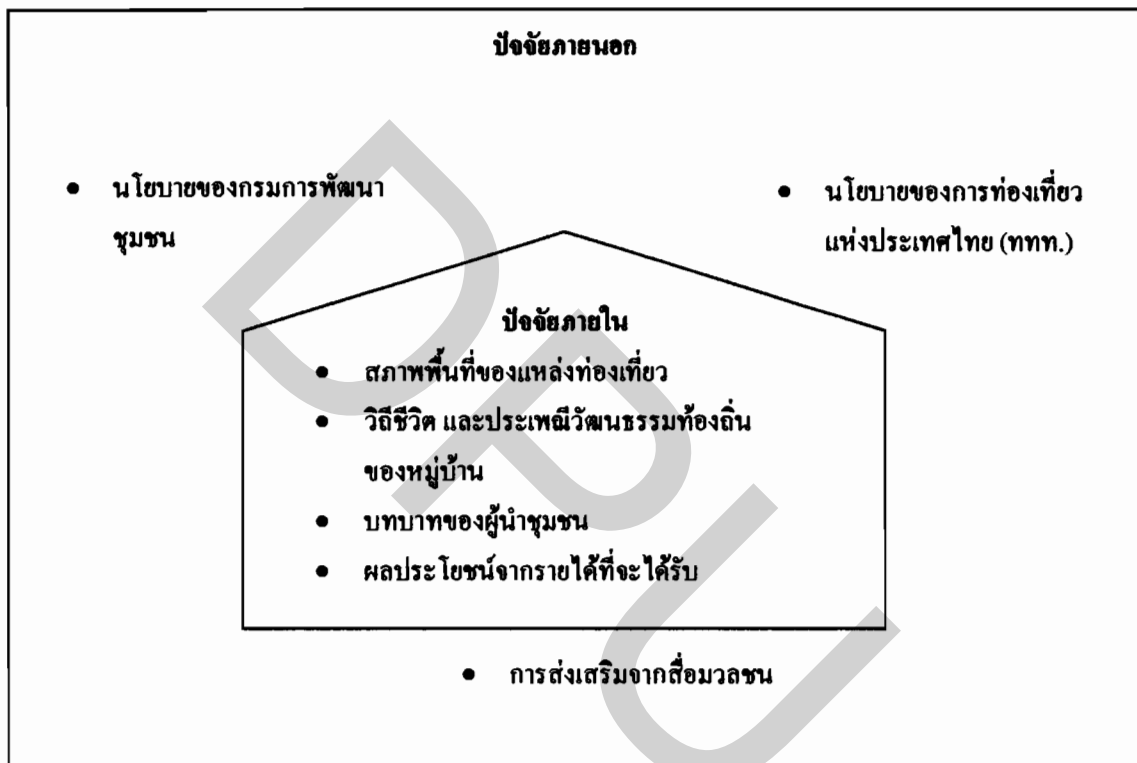 ปัจจัยภายนอก
• นโยบายของกรมการพัฒนา
ชุมชน
• นโยบายของการท่องเที่ยว
แห่งประเทศไทย (ททท.)
ปัจจัยภายใน
• สภาพพื้นที่ของแหล่งท่องเที่ยว
• วิถีชีวิต และประเพณีวัฒนธรรมท้องถิ่น
ของหมู่บ้าน
• บทบาทของผู้นำชุมชน
• ผลประโยชน์จากรายได้ที่จะได้รับ
• การส่งเสริมจากสื่อมวลชน
DPU